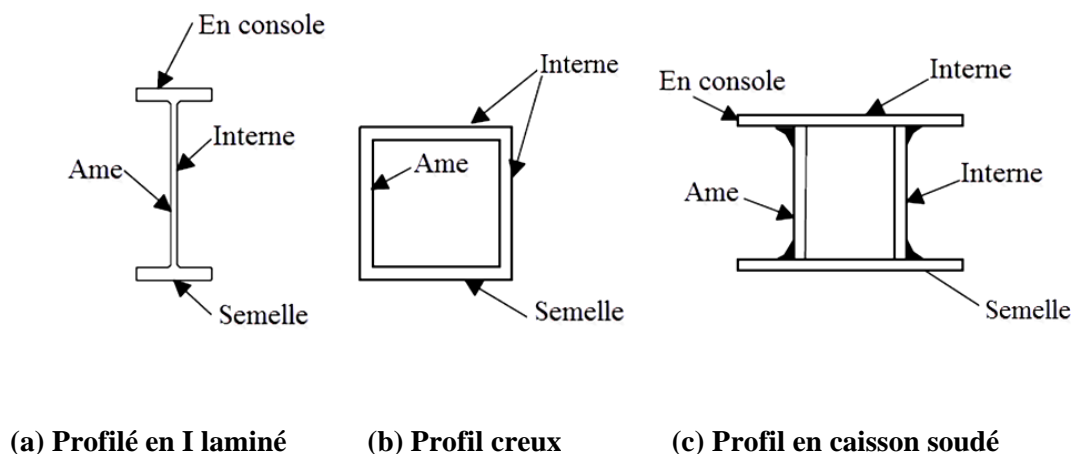 En console
Interne
Ame
Semelle
Interne
Ame
Semelle
En console
Interne
Ame
Interne
Semelle
(a) Profilé en I laminé
(b) Profil creux
(c) Profil en caisson soudé